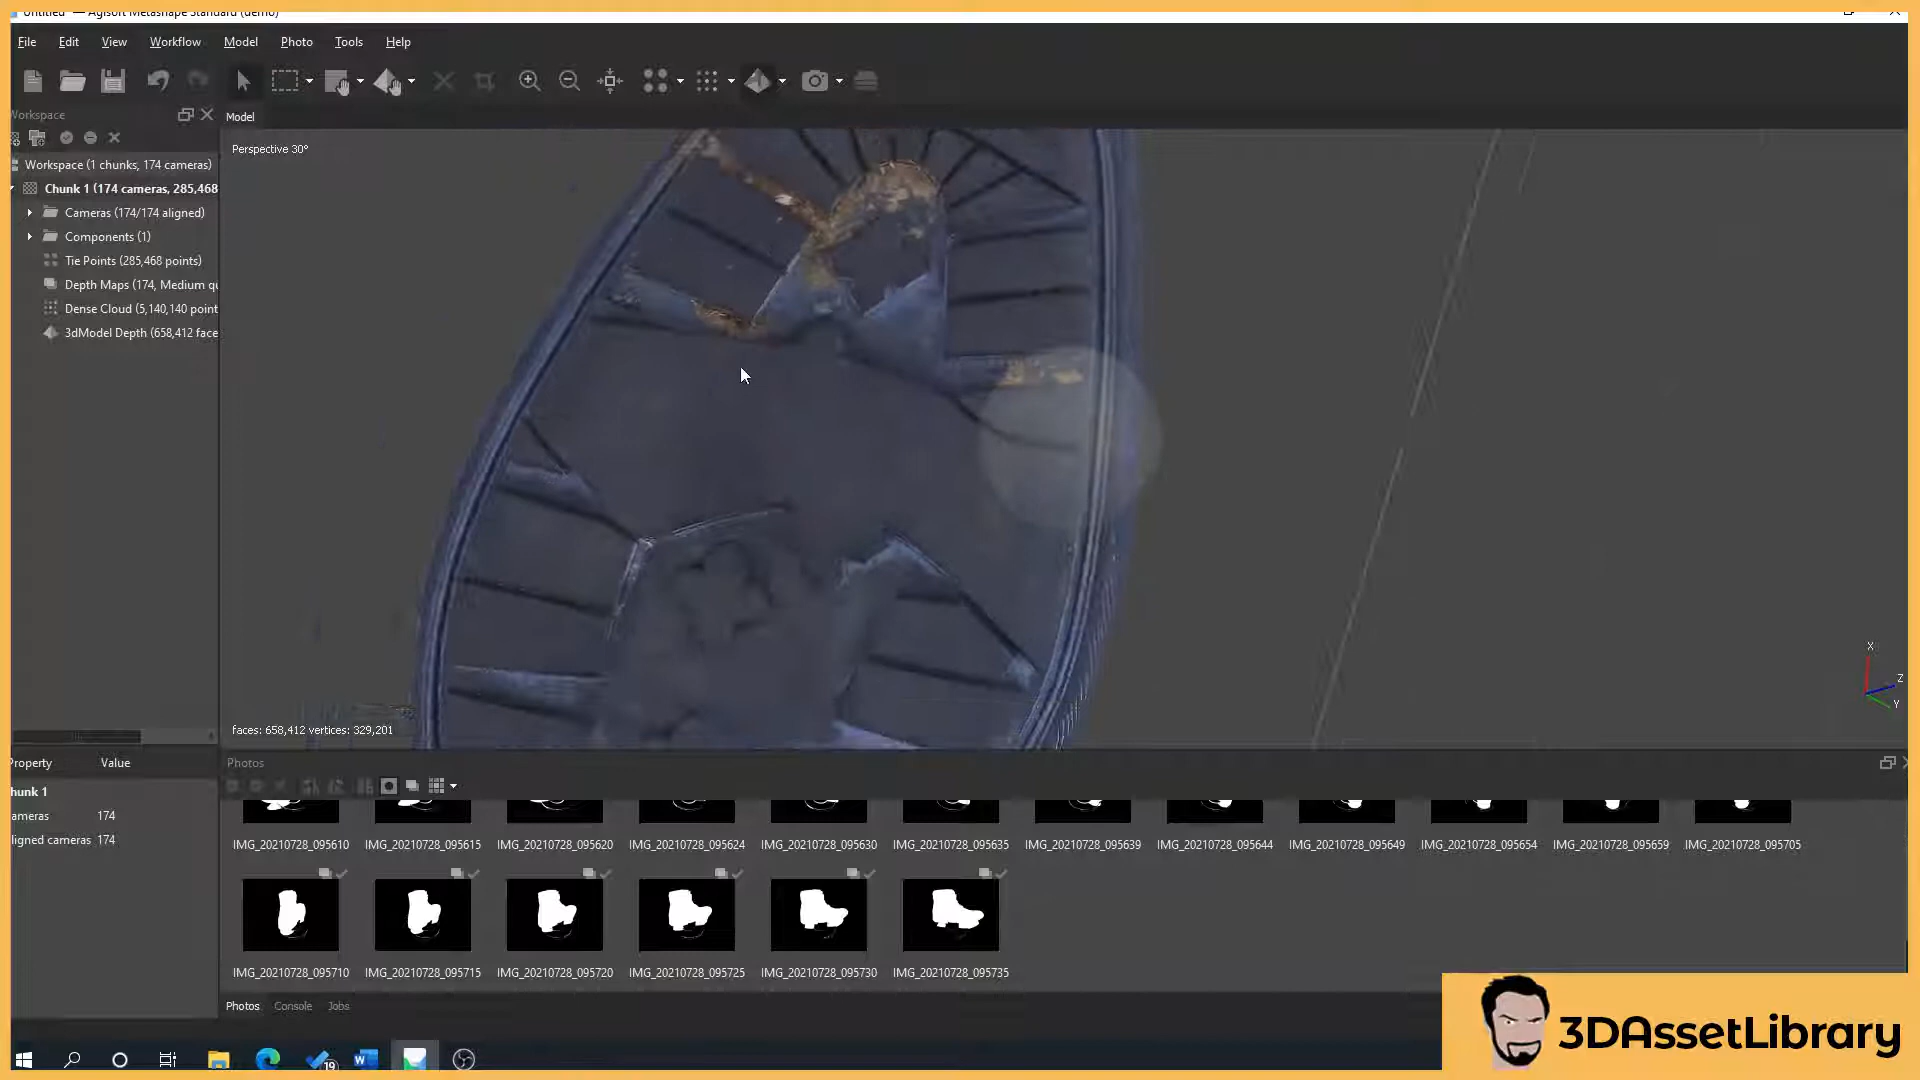 Untitled — Agisoft Metashape Standard (demo)
File Edit View Workflow Model Photo Tools Help
Workspace
Model
Workspace (1 chunks, 174 cameras)
Chunk 1 (174 cameras, 285,468
Cameras (174/174 aligned)
Components (1)
Tie Points (285,468 points)
Depth Maps (174, Medium qu
Dense Cloud (5,140,140 point
3dModel Depth (658,412 face
Perspective 30°
X
Z
Y
faces: 658,412 vertices: 329,201
Property Value
hunk 1
ameras 174
ligned cameras 174
Photos
IMG_20210728_095610 IMG_20210728_095615 IMG_20210728_095620 IMG_20210728_095624 IMG_20210728_095630 IMG_20210728_095635 IMG_20210728_095639 IMG_20210728_095644 IMG_20210728_095649 IMG_20210728_095654 IMG_20210728_095659 IMG_20210728_095705
IMG_20210728_095710 IMG_20210728_095715 IMG_20210728_095720 IMG_20210728_095725 IMG_20210728_095730 IMG_20210728_095735
Photos Console Jobs
19
W
3DAssetLibrary